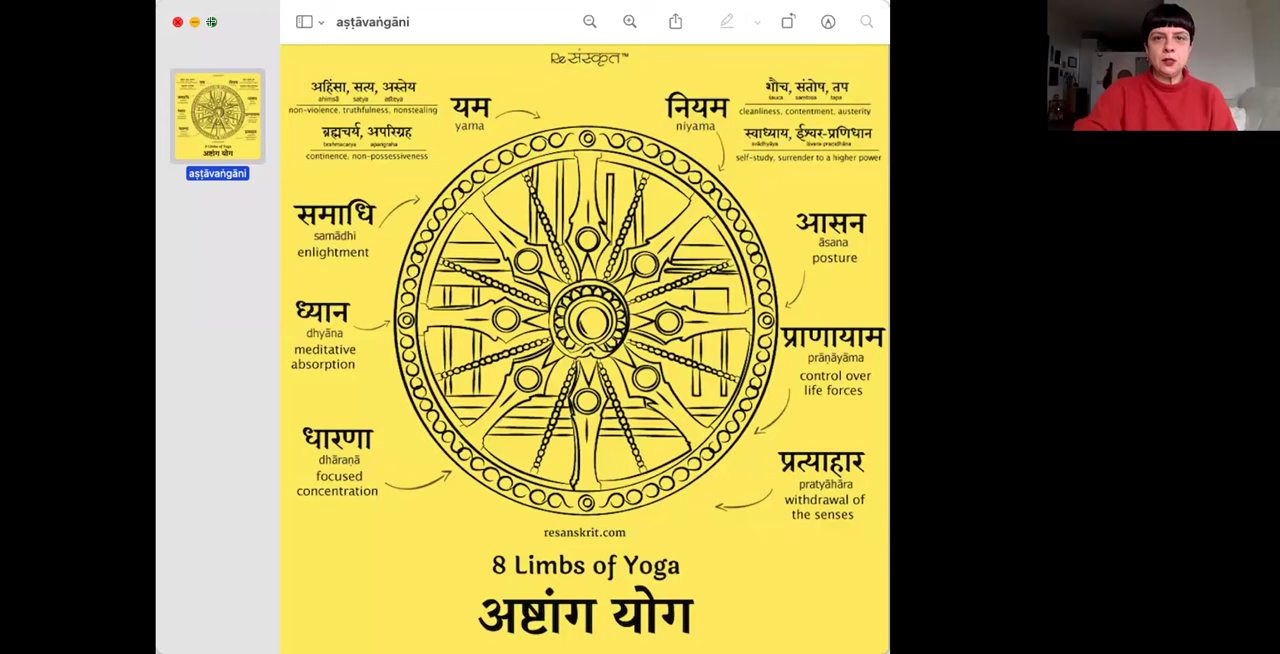 aṣṭāvaṅgāni
aṣṭāvaṅgāni
Re संस्कृत™
अहिंसा, सत्य, अस्तेय
ahiṃsā satya asteya
non-violence, truthfulness, nonstealing
ब्रह्मचर्य, अपरिग्रह
brahmacarya aparigraha
continence, non-possessiveness
यम
yama
नियम
niyama
शौच, संतोष, तप
śauca saṃtoṣa tapa
cleanliness, contentment, austerity
स्वाध्याय, ईश्वर-प्रणिधान
svādhyāya īśvara-praṇidhāna
self-study, surrender to a higher power
समाधि
samādhi
enlightment
आसन
āsana
posture
ध्यान
dhyāna
meditative
absorption
प्राणायाम
prāṇāyāma
control over
life forces
धारणा
dhāraṇā
focused
concentration
प्रत्याहार
pratyāhāra
withdrawal of
the senses
resanskrit.com
8 Limbs of Yoga
अष्टांग योग